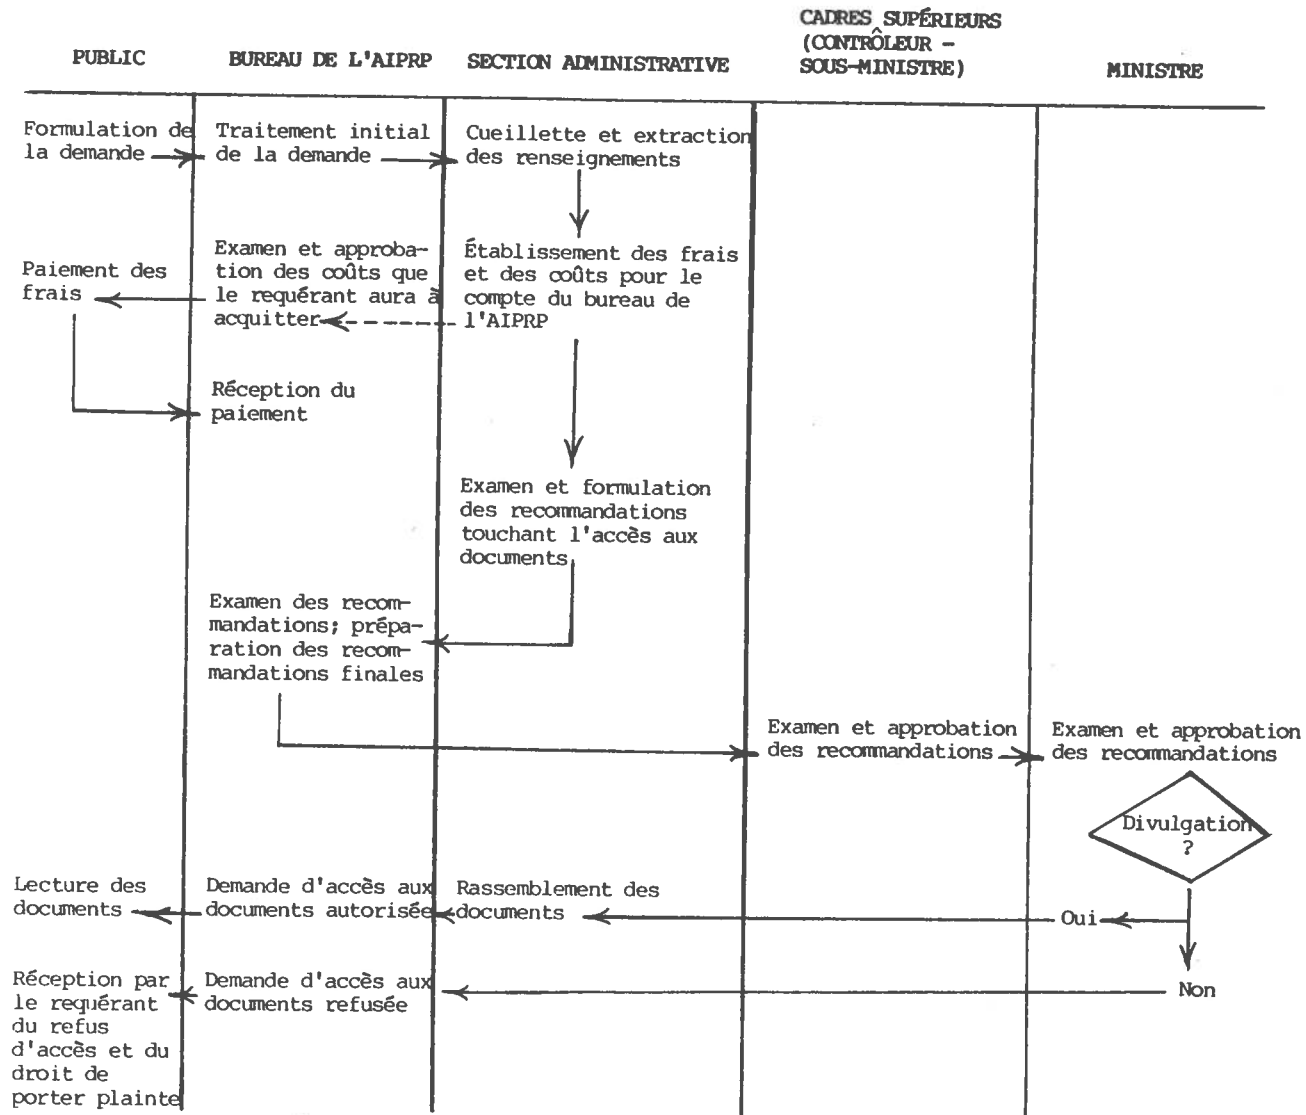 PUBLIC
BUREAU DE L'AIPRP
SECTION ADMINISTRATIVE
CADRES SUPÉRIEURS
(CONTRÔLEUR -
SOUS-MINISTRE)
MINISTRE
Formulation de
la demande
Traitement initial
de la demande
Cueillette et extraction
des renseignements
Paiement des
frais
Examen et approba-
tion des coûts que
le requérant aura à
acquitter
Établissement des frais
et des coûts pour le
compte du bureau de
l'AIPRP
Réception du
paiement
Examen et formulation
des recommandations
touchant l'accès aux
documents
Examen des recom-
mandations; prépa-
ration des recom-
mandations finales
Examen et approbation
des recommandations
Examen et approbation
des recommandations
Divulgation
?
Lecture des
documents
Demande d'accès aux
documents autorisée
Rassemblement des
documents
Oui
Réception par
le requérant
du refus
d'accès et du
droit de
porter plainte
Demande d'accès aux
documents refusée
Non